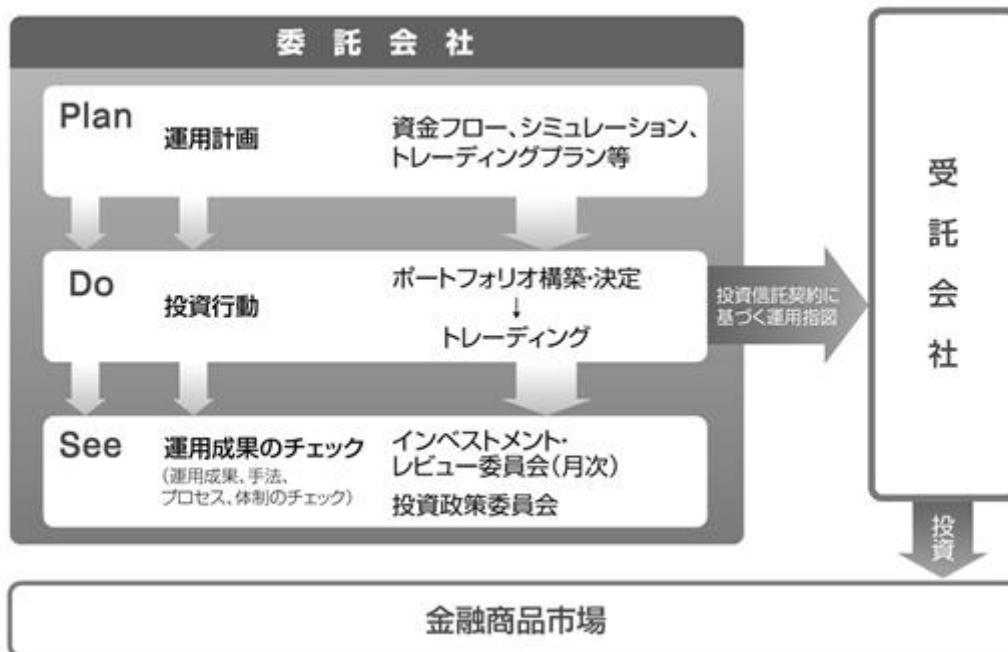 委託会社
Plan
運用計画
資金フロー、シミュレーション、
トレーディングプラン等
Do
投資行動
ポートフォリオ構築・決定
↓
トレーディング
See
運用成果のチェック
(運用成果、手法、
プロセス、体制のチェック)
インベストメント・
レビュー委員会(月次)
投資政策委員会
投資信託契約に
基づく運用指図
受託会社
投資
金融商品市場